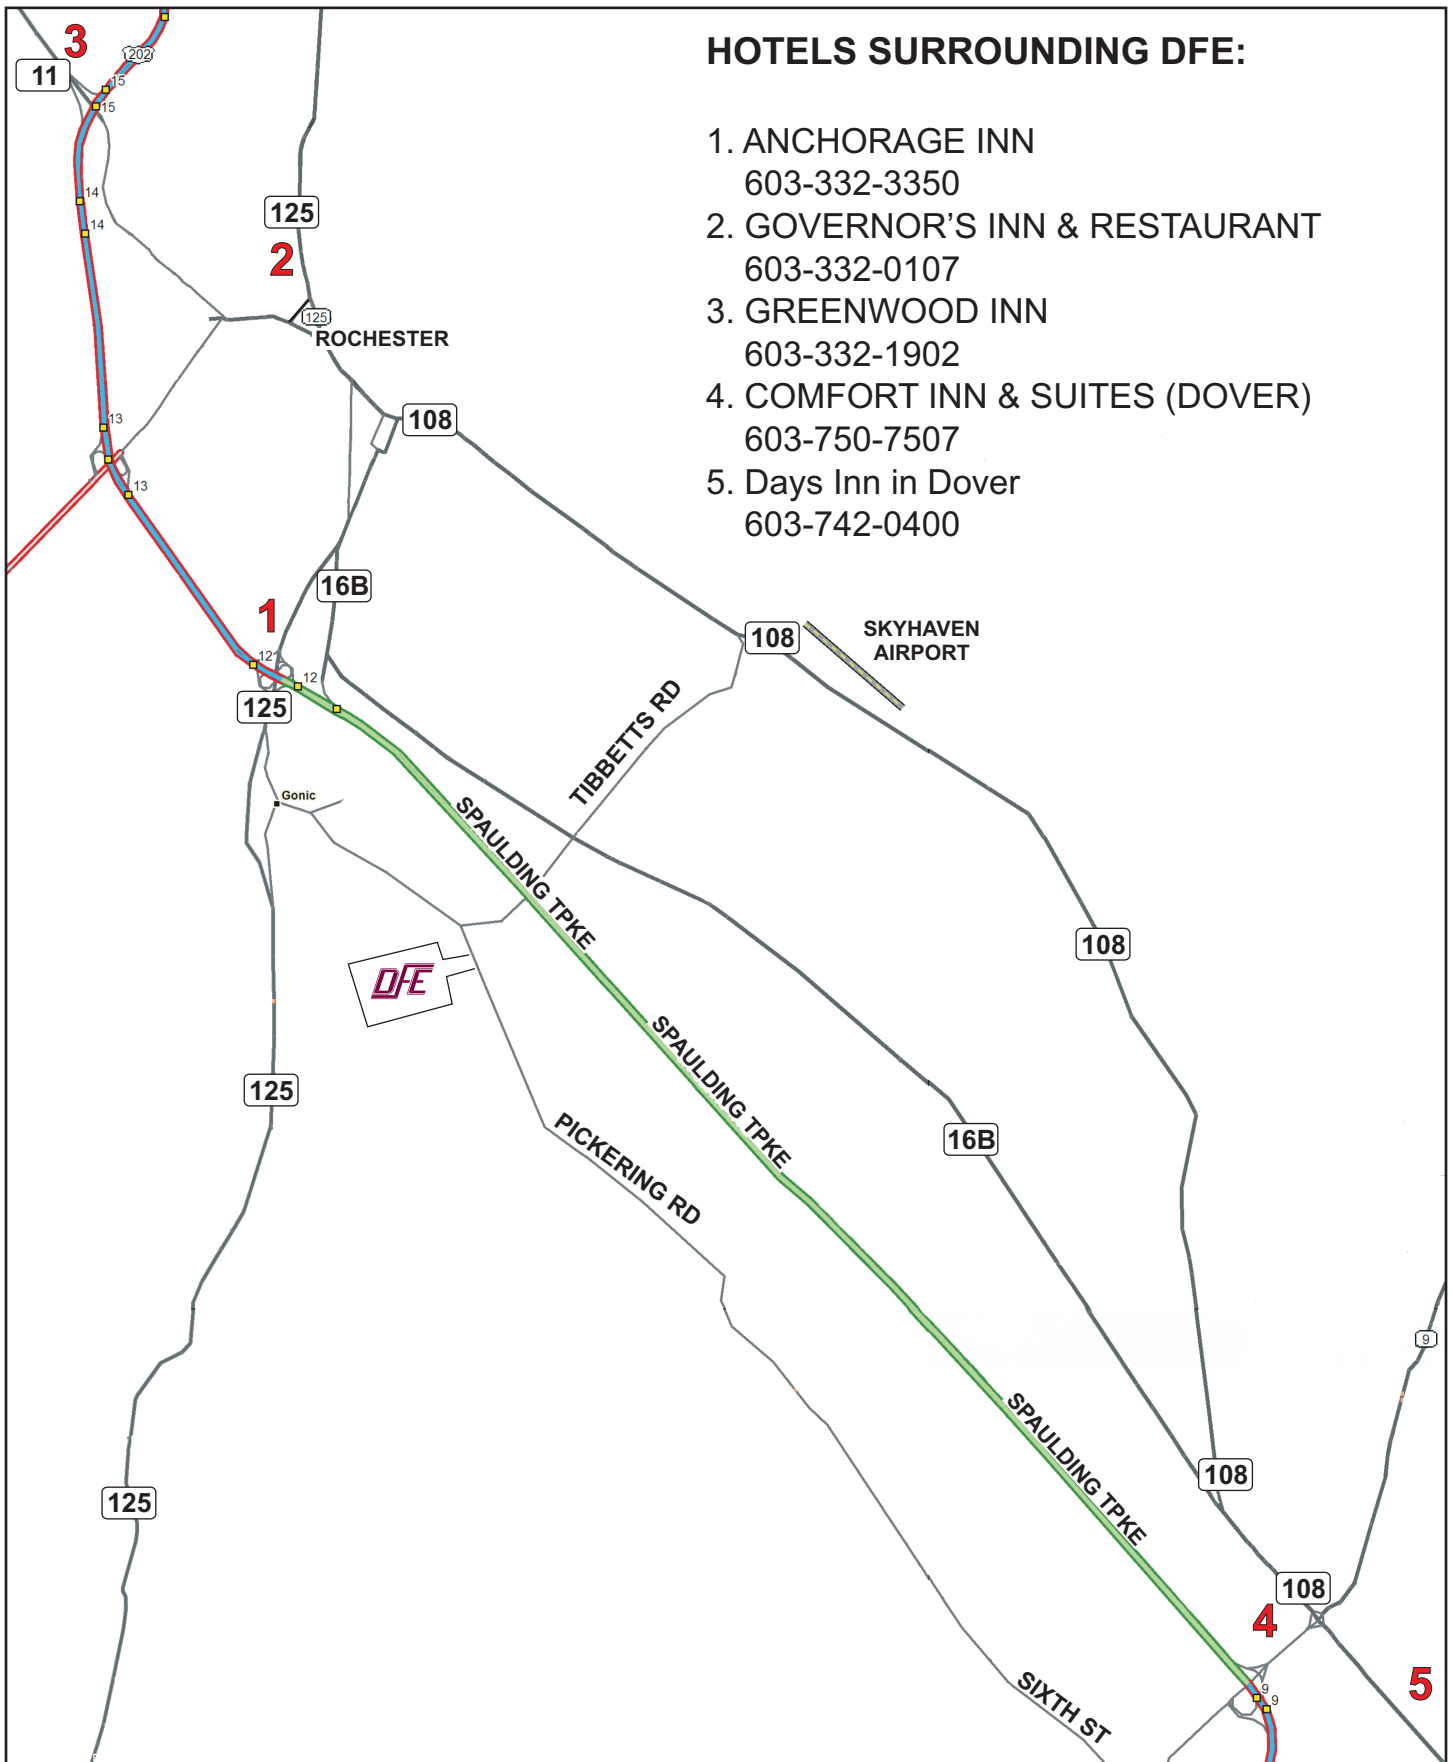 HOTELS SURROUNDING DFE:
1. ANCHORAGE INN
603-332-3350
2. GOVERNOR’S INN & RESTAURANT
603-332-0107
3. GREENWOOD INN
603-332-1902
4. COMFORT INN & SUITES (DOVER)
603-750-7507
5. Days Inn in Dover
603-742-0400
3
202
11
15
15
14
14
125
2
125
ROCHESTER
13
108
13
16B
1
12
12
125
108
SKYHAVEN
AIRPORT
TIBBETTS RD
Gonic
SPAULDING TPKE
DFE
108
SPAULDING TPKE
125
PICKERING RD
16B
9
SPAULDING TPKE
108
125
108
4
5
SIXTH ST
9
9